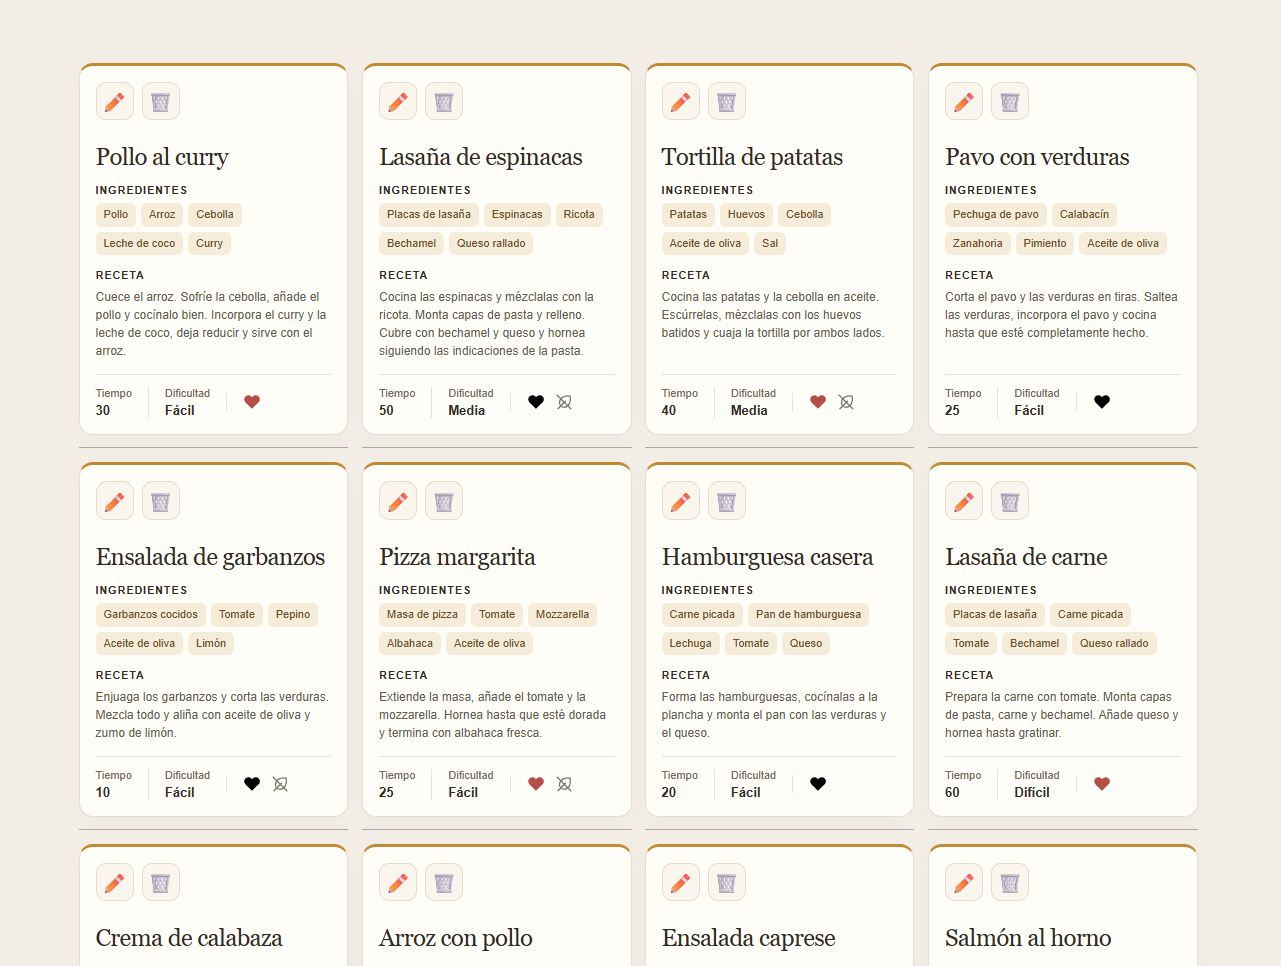 Pollo al curry
INGREDIENTES
Pollo Arroz Cebolla
Leche de coco Curry
RECETA
Cuece el arroz. Sofríe la cebolla, añade el
pollo y cocínalo bien. Incorpora el curry y la
leche de coco, deja reducir y sirve con el
arroz.
Tiempo Dificultad
30 Fácil
Lasaña de espinacas
INGREDIENTES
Placas de lasaña Espinacas Ricota
Bechamel Queso rallado
RECETA
Cocina las espinacas y mézclalas con la
ricota. Monta capas de pasta y relleno.
Cubre con bechamel y queso y hornea
siguiendo las indicaciones de la pasta.
Tiempo Dificultad
50 Media
Tortilla de patatas
INGREDIENTES
Patatas Huevos Cebolla
Aceite de oliva Sal
RECETA
Cocina las patatas y la cebolla en aceite.
Escúrrelas, mézclalas con los huevos
batidos y cuaja la tortilla por ambos lados.
Tiempo Dificultad
40 Media
Pavo con verduras
INGREDIENTES
Pechuga de pavo Calabacín
Zanahoria Pimiento Aceite de oliva
RECETA
Corta el pavo y las verduras en tiras. Saltea
las verduras, incorpora el pavo y cocina
hasta que esté completamente hecho.
Tiempo Dificultad
25 Fácil
Ensalada de garbanzos
INGREDIENTES
Garbanzos cocidos Tomate Pepino
Aceite de oliva Limón
RECETA
Enjuaga los garbanzos y corta las verduras.
Mezcla todo y aliña con aceite de oliva y
zumo de limón.
Tiempo Dificultad
10 Fácil
Pizza margarita
INGREDIENTES
Masa de pizza Tomate Mozzarella
Albahaca Aceite de oliva
RECETA
Extiende la masa, añade el tomate y la
mozzarella. Hornea hasta que esté dorada
y termina con albahaca fresca.
Tiempo Dificultad
25 Fácil
Hamburguesa casera
INGREDIENTES
Carne picada Pan de hamburguesa
Lechuga Tomate Queso
RECETA
Forma las hamburguesas, cocínalas a la
plancha y monta el pan con las verduras y
el queso.
Tiempo Dificultad
20 Fácil
Lasaña de carne
INGREDIENTES
Placas de lasaña Carne picada
Tomate Bechamel Queso rallado
RECETA
Prepara la carne con tomate. Monta capas
de pasta, carne y bechamel. Añade queso y
hornea hasta gratinar.
Tiempo Dificultad
60 Difícil
Crema de calabaza
Arroz con pollo
Ensalada caprese
Salmón al horno